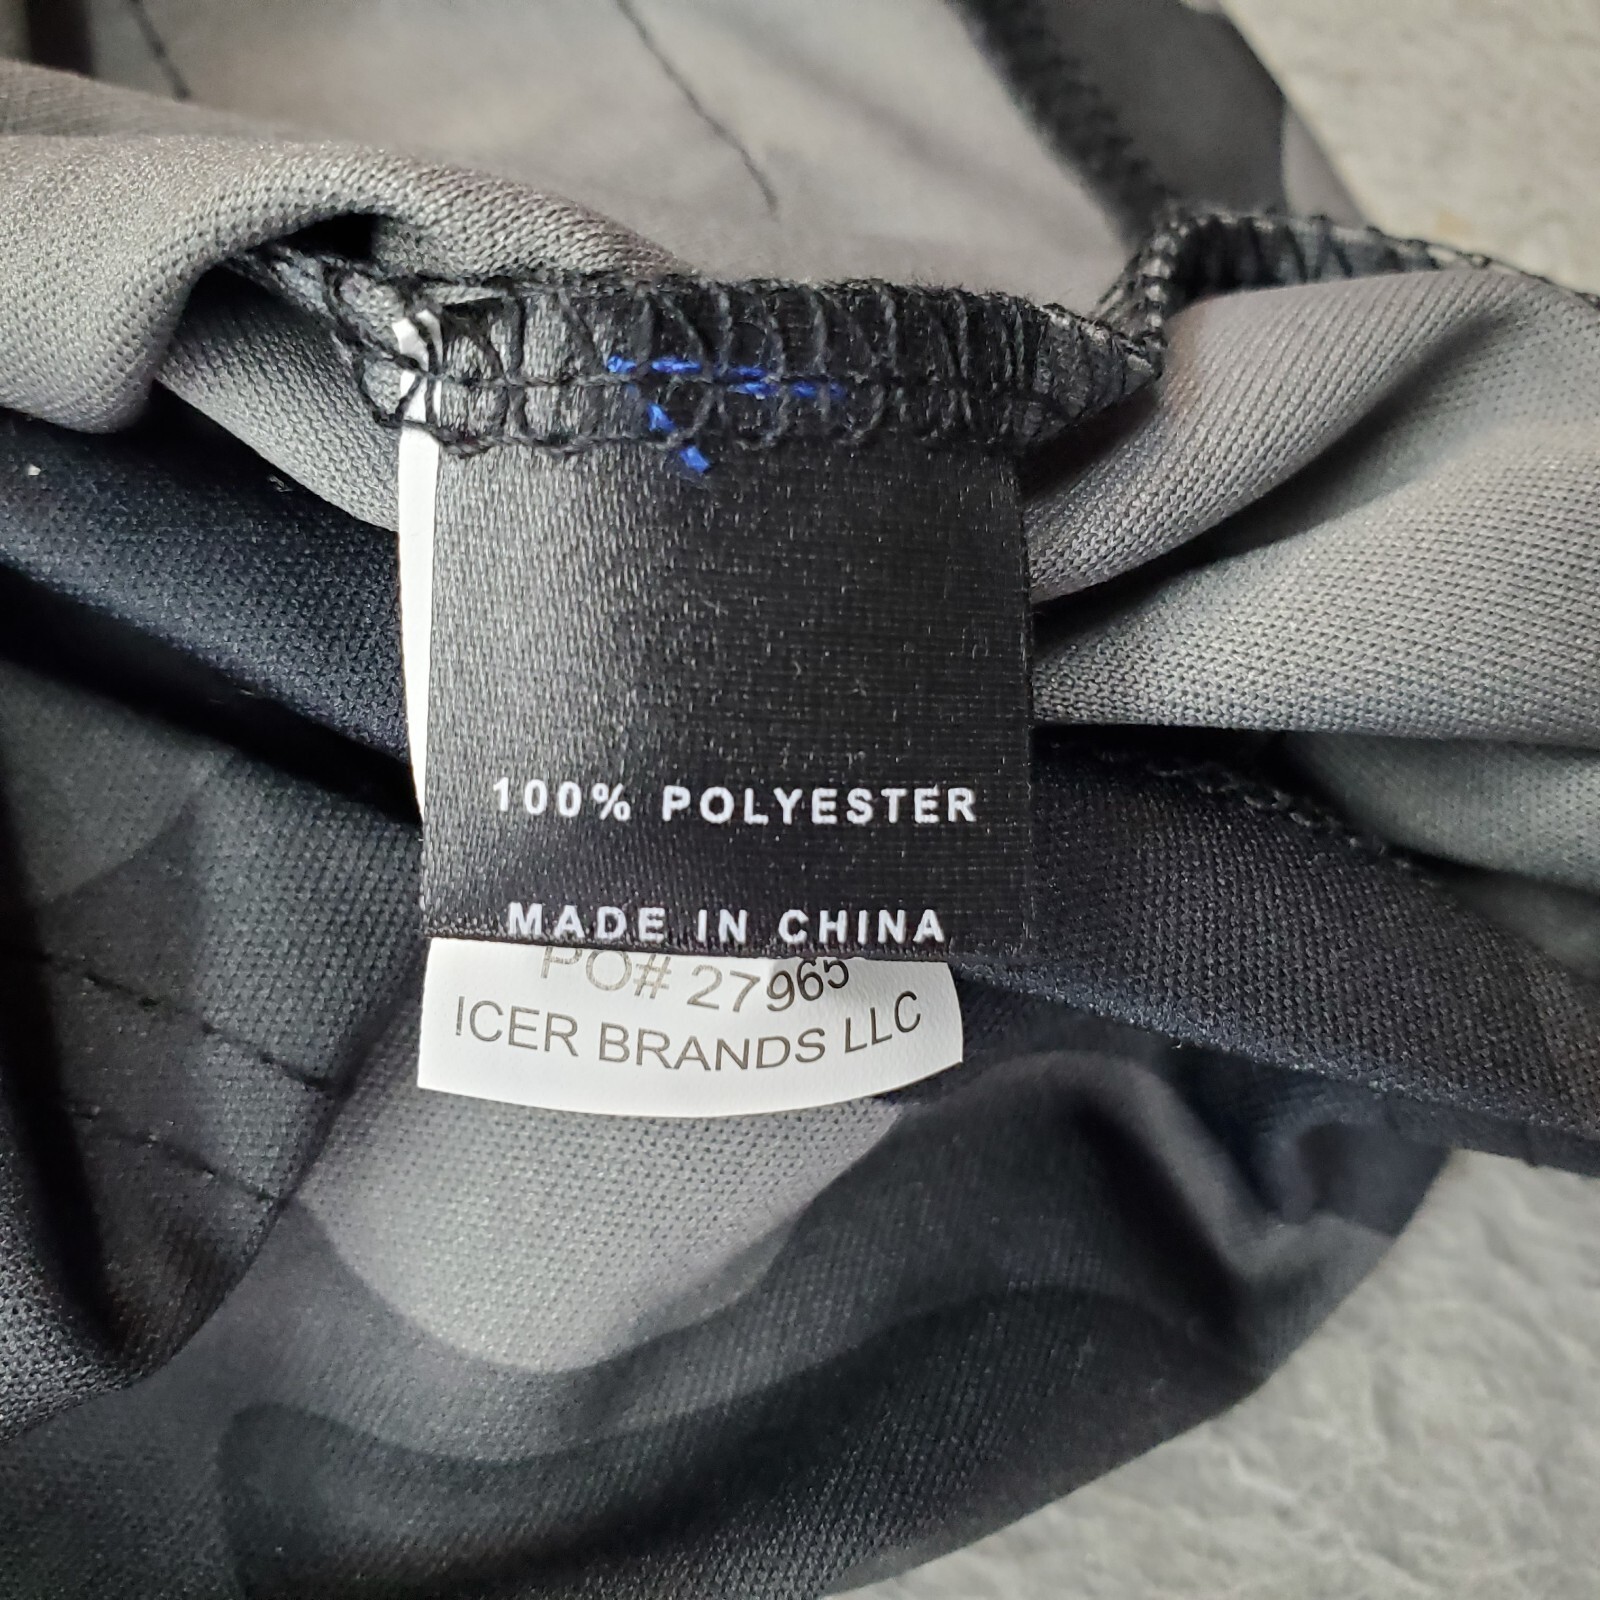 100% POLYESTER
MADE IN CHINA
PO# 27965
ICER BRANDS LLC